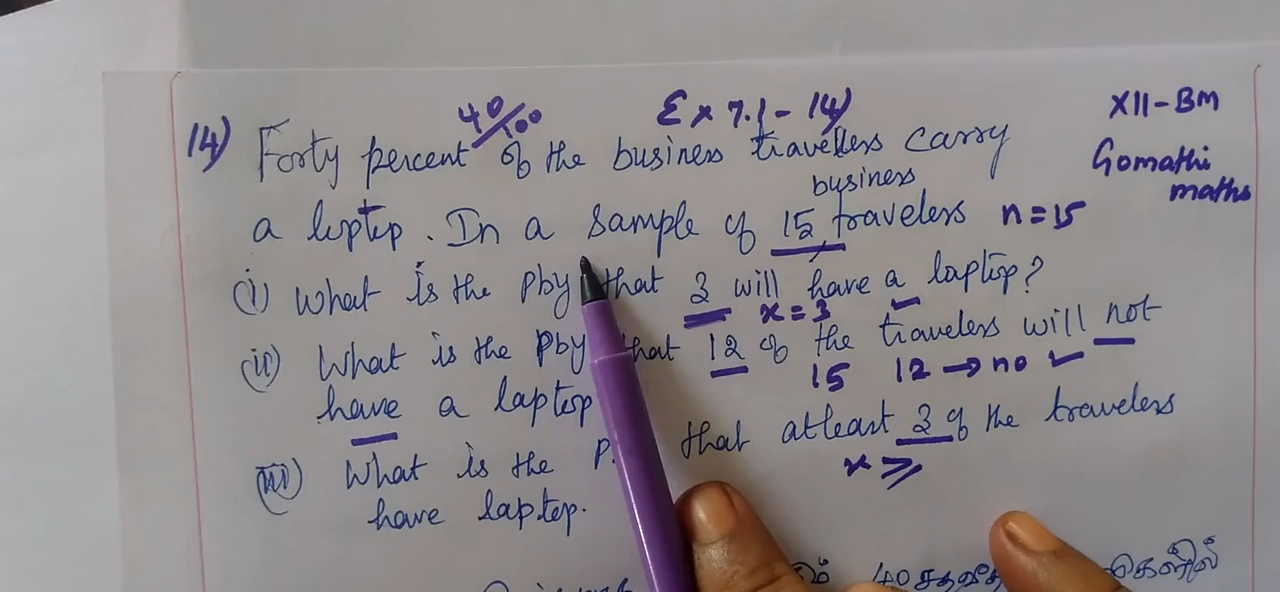 40/100 Ex 7.1 - 14) XII-BM
14) Forty percent of the business travellers carry Gomathi maths
business
a laptop. In a sample of 15 travelers n=15
(i) What is the pby that 3 will have a laptop?
x=3
(ii) What is the pby that 12 of the travelers will not
15 12 → no ✓
have a laptop
(iii) What is the p that atleast 3 of the travelers
x ≥
have laptop.